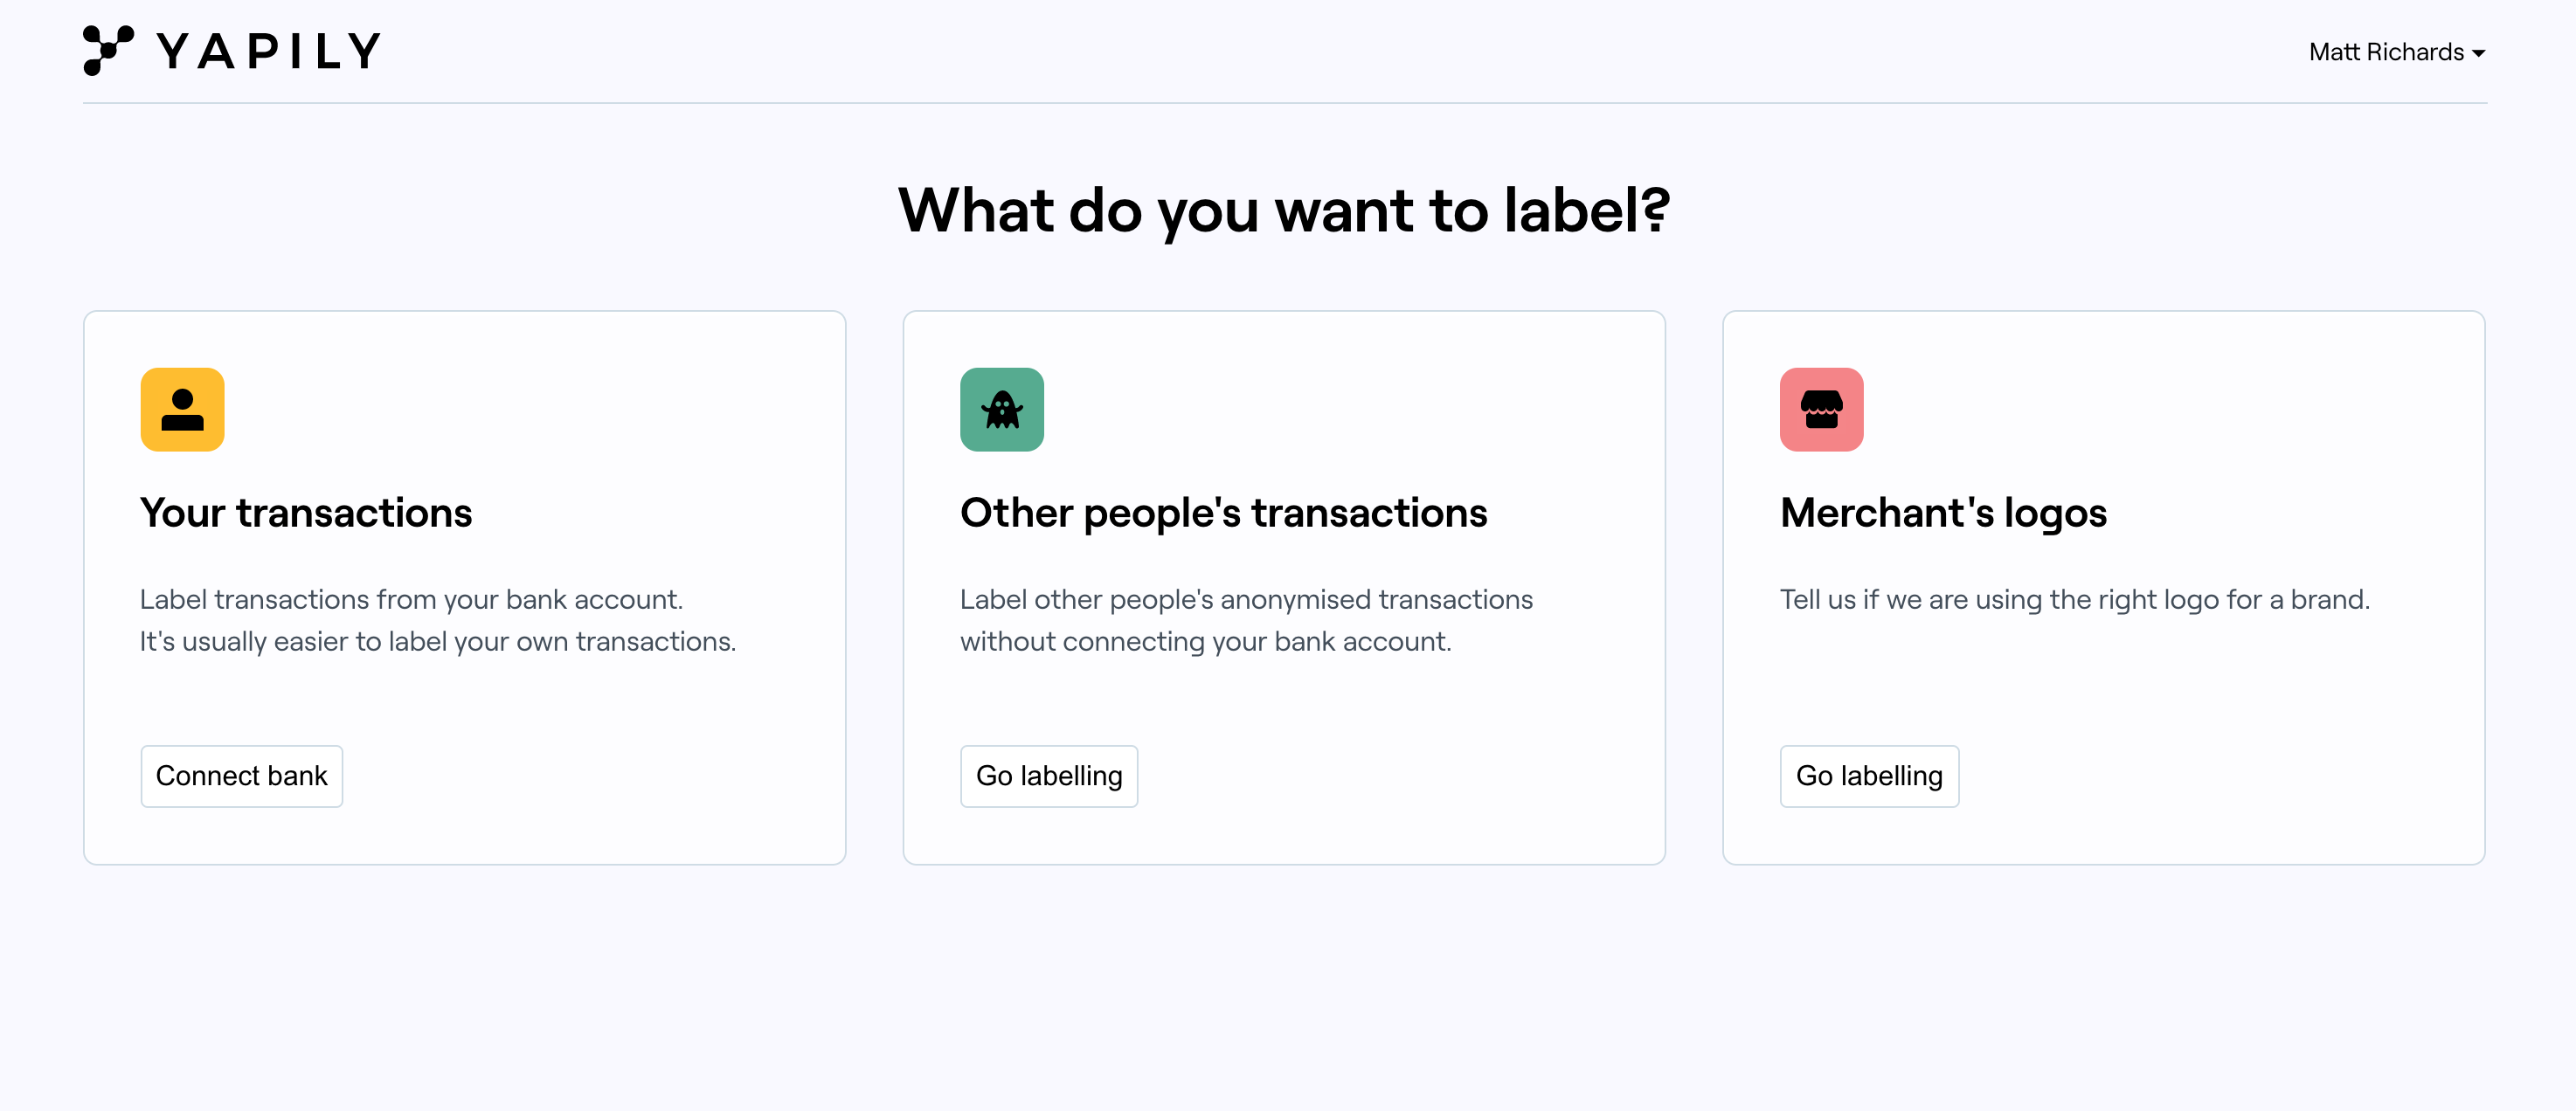 YAPILY
Matt Richards
What do you want to label?
Your transactions
Label transactions from your bank account.
It's usually easier to label your own transactions.
Connect bank
Other people's transactions
Label other people's anonymised transactions
without connecting your bank account.
Go labelling
Merchant's logos
Tell us if we are using the right logo for a brand.
Go labelling